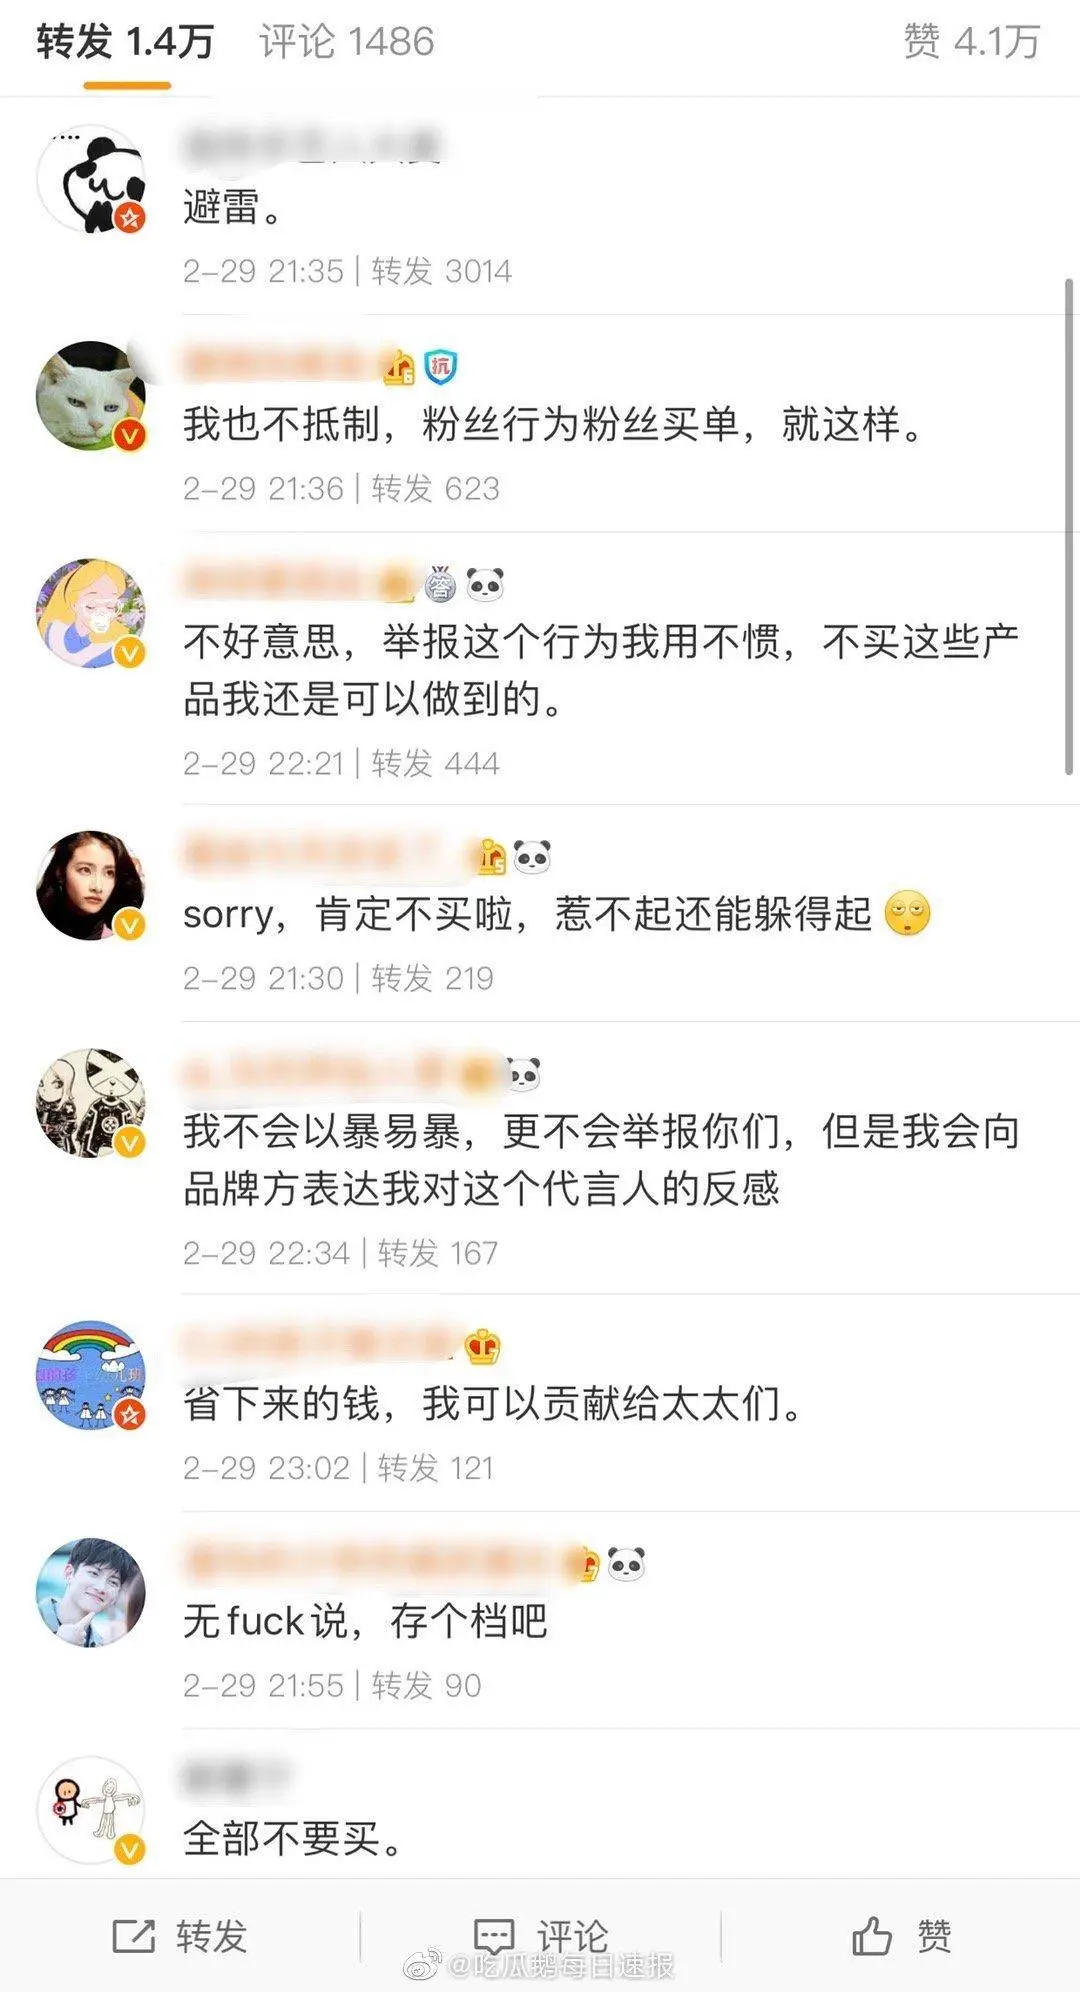 转发 1.4万 评论 1486 赞 4.1万
避雷。
2-29 21:35 | 转发 3014
抗
我也不抵制，粉丝行为粉丝买单，就这样。
2-29 21:36 | 转发 623
答
不好意思，举报这个行为我用不惯，不买这些产
品我还是可以做到的。
2-29 22:21 | 转发 444
sorry，肯定不买啦，惹不起还能躲得起
2-29 21:30 | 转发 219
我不会以暴易暴，更不会举报你们，但是我会向
品牌方表达我对这个代言人的反感
2-29 22:34 | 转发 167
省下来的钱，我可以贡献给太太们。
2-29 23:02 | 转发 121
无fuck说，存个档吧
2-29 21:55 | 转发 90
全部不要买。
转发 评论 赞
@吃瓜鹅每日速报